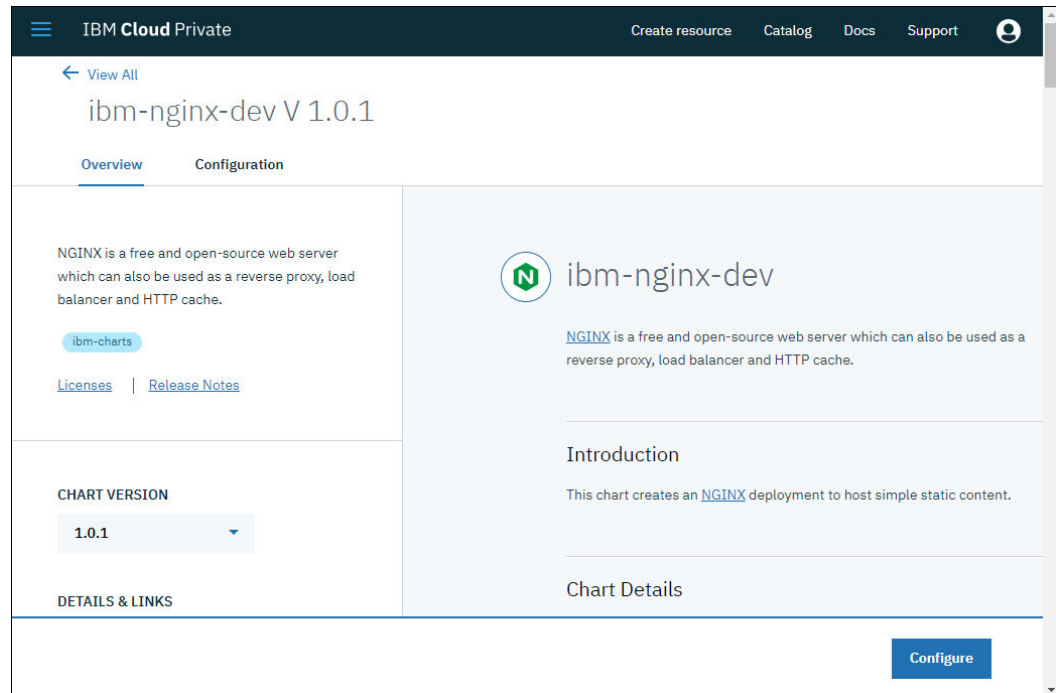 IBM Cloud Private
Create resource Catalog Docs Support
← View All
ibm-nginx-dev V 1.0.1
Overview Configuration
NGINX is a free and open-source web server
which can also be used as a reverse proxy, load
balancer and HTTP cache.
ibm-charts
Licenses | Release Notes
CHART VERSION
1.0.1
DETAILS & LINKS
N
ibm-nginx-dev
NGINX is a free and open-source web server which can also be used as a
reverse proxy, load balancer and HTTP cache.
Introduction
This chart creates an NGINX deployment to host simple static content.
Chart Details
Configure